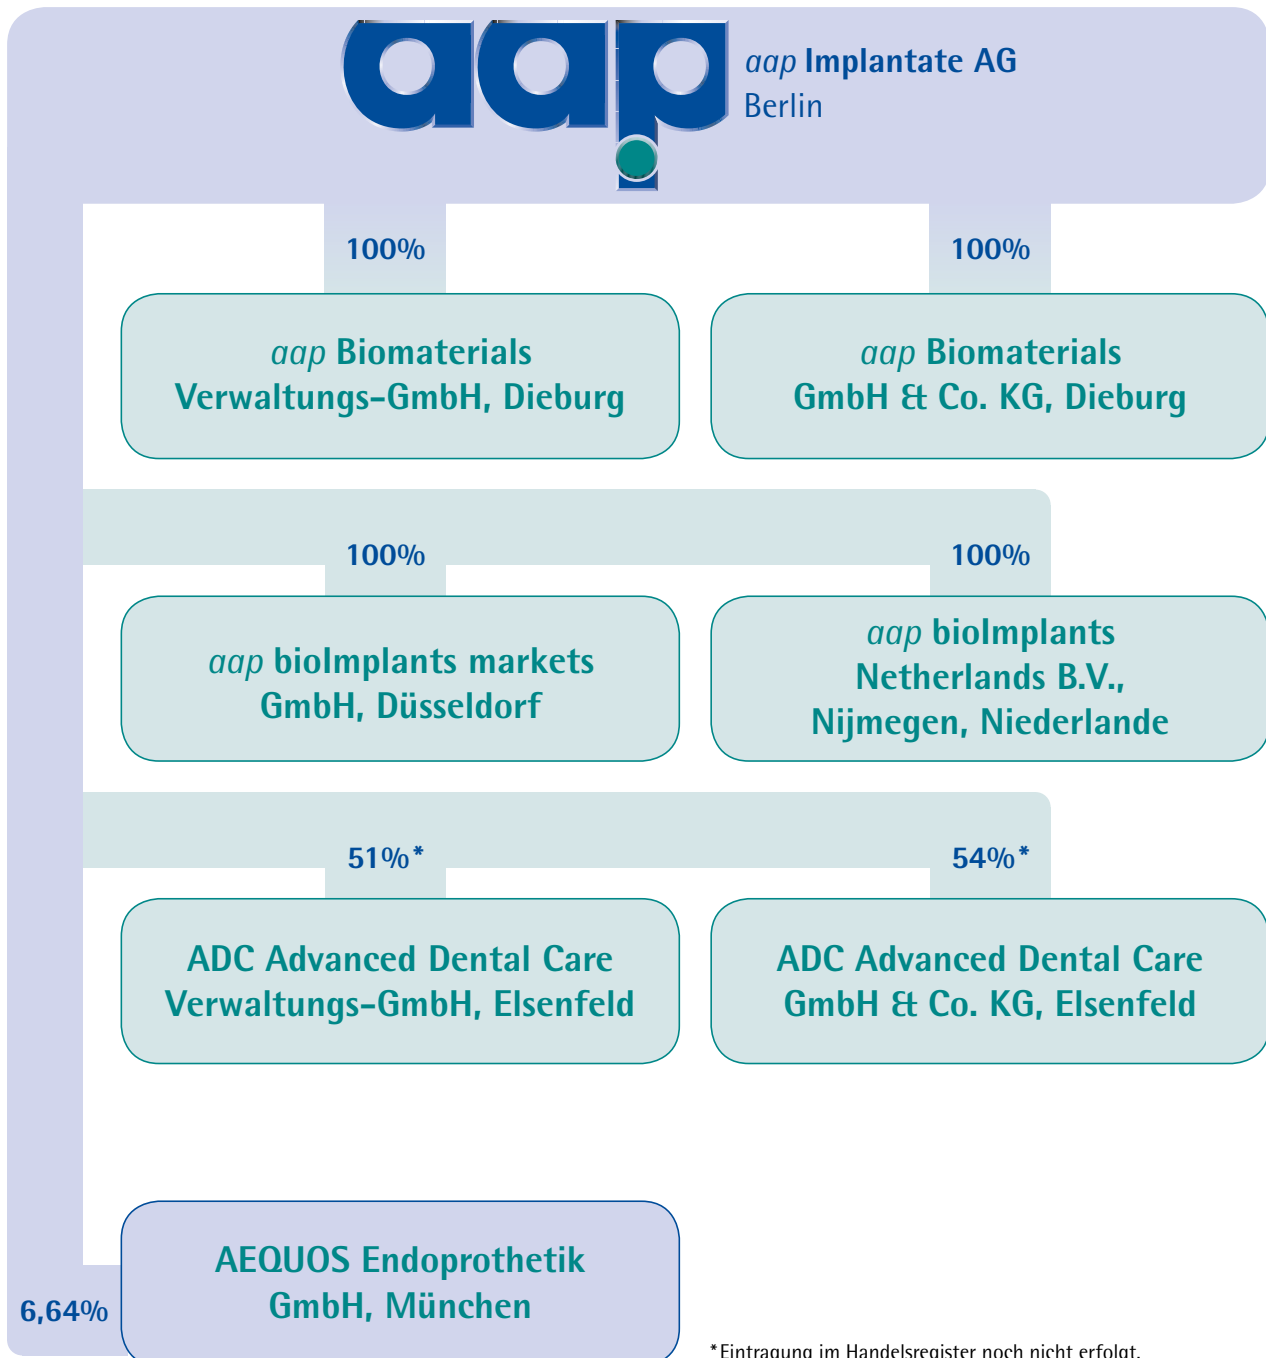 aap
aap Implantate AG
Berlin
100%
100%
aap Biomaterials
Verwaltungs-GmbH, Dieburg
aap Biomaterials
GmbH & Co. KG, Dieburg
100%
100%
aap bioImplants markets
GmbH, Düsseldorf
aap bioImplants
Netherlands B.V.,
Nijmegen, Niederlande
51%*
54%*
ADC Advanced Dental Care
Verwaltungs-GmbH, Elsenfeld
ADC Advanced Dental Care
GmbH & Co. KG, Elsenfeld
AEQUOS Endoprothetik
GmbH, München
6,64%
*Eintragung im Handelsregister noch nicht erfolgt.